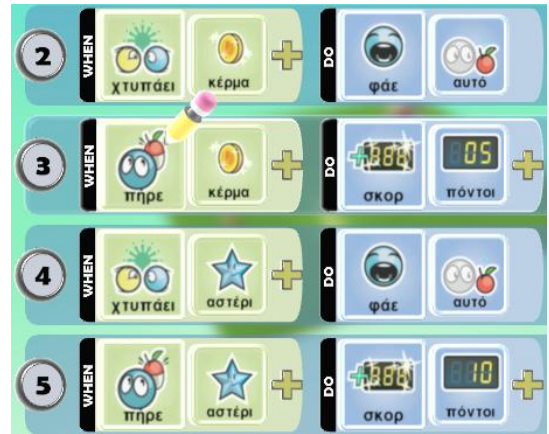 2 WHEN χτυπάει κέρμα DO φάε αυτό
3 WHEN πήρε κέρμα DO σκορ 05 πόντοι
4 WHEN χτυπάει αστέρι DO φάε αυτό
5 WHEN πήρε αστέρι DO σκορ 10 πόντοι